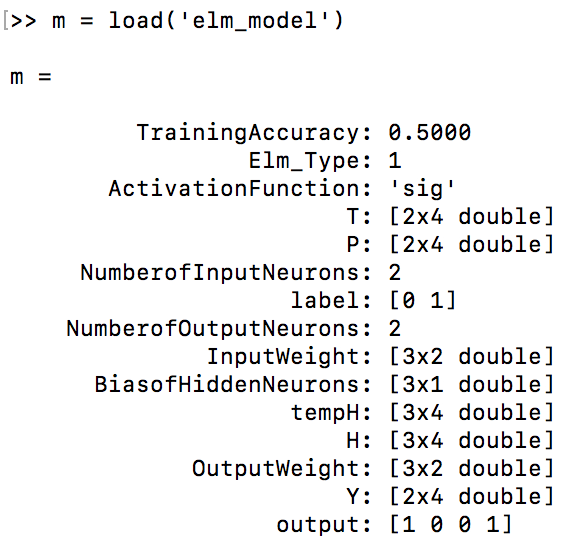 [>> m = load('elm_model')
m =
TrainingAccuracy: 0.5000
Elm_Type: 1
ActivationFunction: 'sig'
T: [2x4 double]
P: [2x4 double]
NumberofInputNeurons: 2
label: [0 1]
NumberofOutputNeurons: 2
InputWeight: [3x2 double]
BiasofHiddenNeurons: [3x1 double]
tempH: [3x4 double]
H: [3x4 double]
OutputWeight: [3x2 double]
Y: [2x4 double]
output: [1 0 0 1]